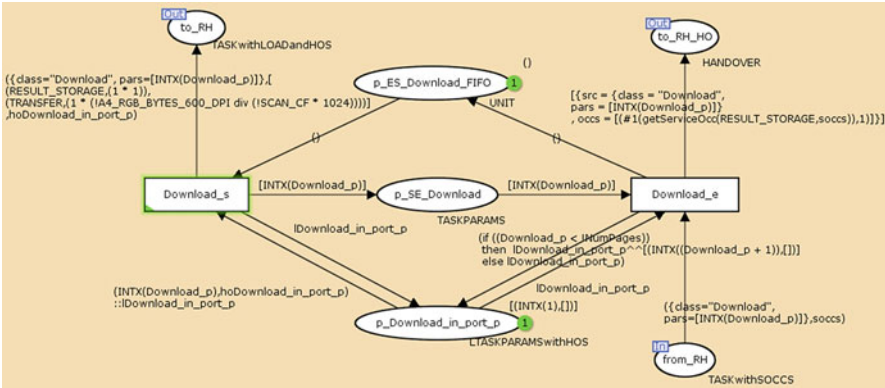 Out
to_RH
TASKwithLOADandHOS
({class="Download", pars=[INTX(Download_p)]},[
(RESULT_STORAGE,(1 * 1)),
(TRANSFER,(1 * (!A4_RGB_BYTES_600_DPI div (!SCAN_CF * 1024))))]
,hoDownload_in_port_p)
()
p_ES_Download_FIFO
1
UNIT
()
()
Out
to_RH_HO
HANDOVER
[{src = {class = "Download",
pars = [INTX(Download_p)]}
, occs = [(#1(getServiceOcc(RESULT_STORAGE,soccs)),1)]}]
Download_s
[INTX(Download_p)]
p_SE_Download
TASKPARAMS
[INTX(Download_p)]
Download_e
lDownload_in_port_p
(if ((Download_p < !NumPages))
then lDownload_in_port_p^^[(INTX((Download_p + 1)),[])]
else lDownload_in_port_p)
lDownload_in_port_p
(INTX(Download_p),hoDownload_in_port_p)
::lDownload_in_port_p
[(INTX(1),[])]
p_Download_in_port_p
1
LTASKPARAMSwithHOS
({class="Download",
pars=[INTX(Download_p)]},soccs)
In
from_RH
TASKwithSOCCS